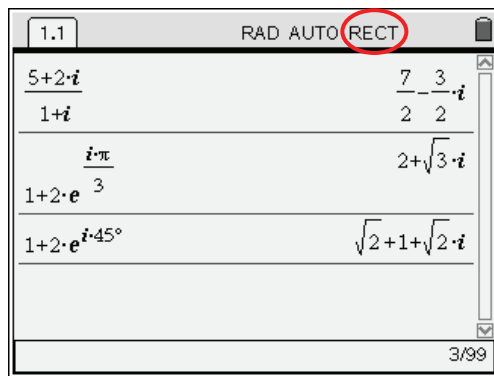 1.1 RAD AUTO RECT
(5+2·i)/(1+i) 7/2−3/2·i
1+2·e^(i·π/3) 2+√3·i
1+2·e^(i·45°) √2+1+√2·i
3/99